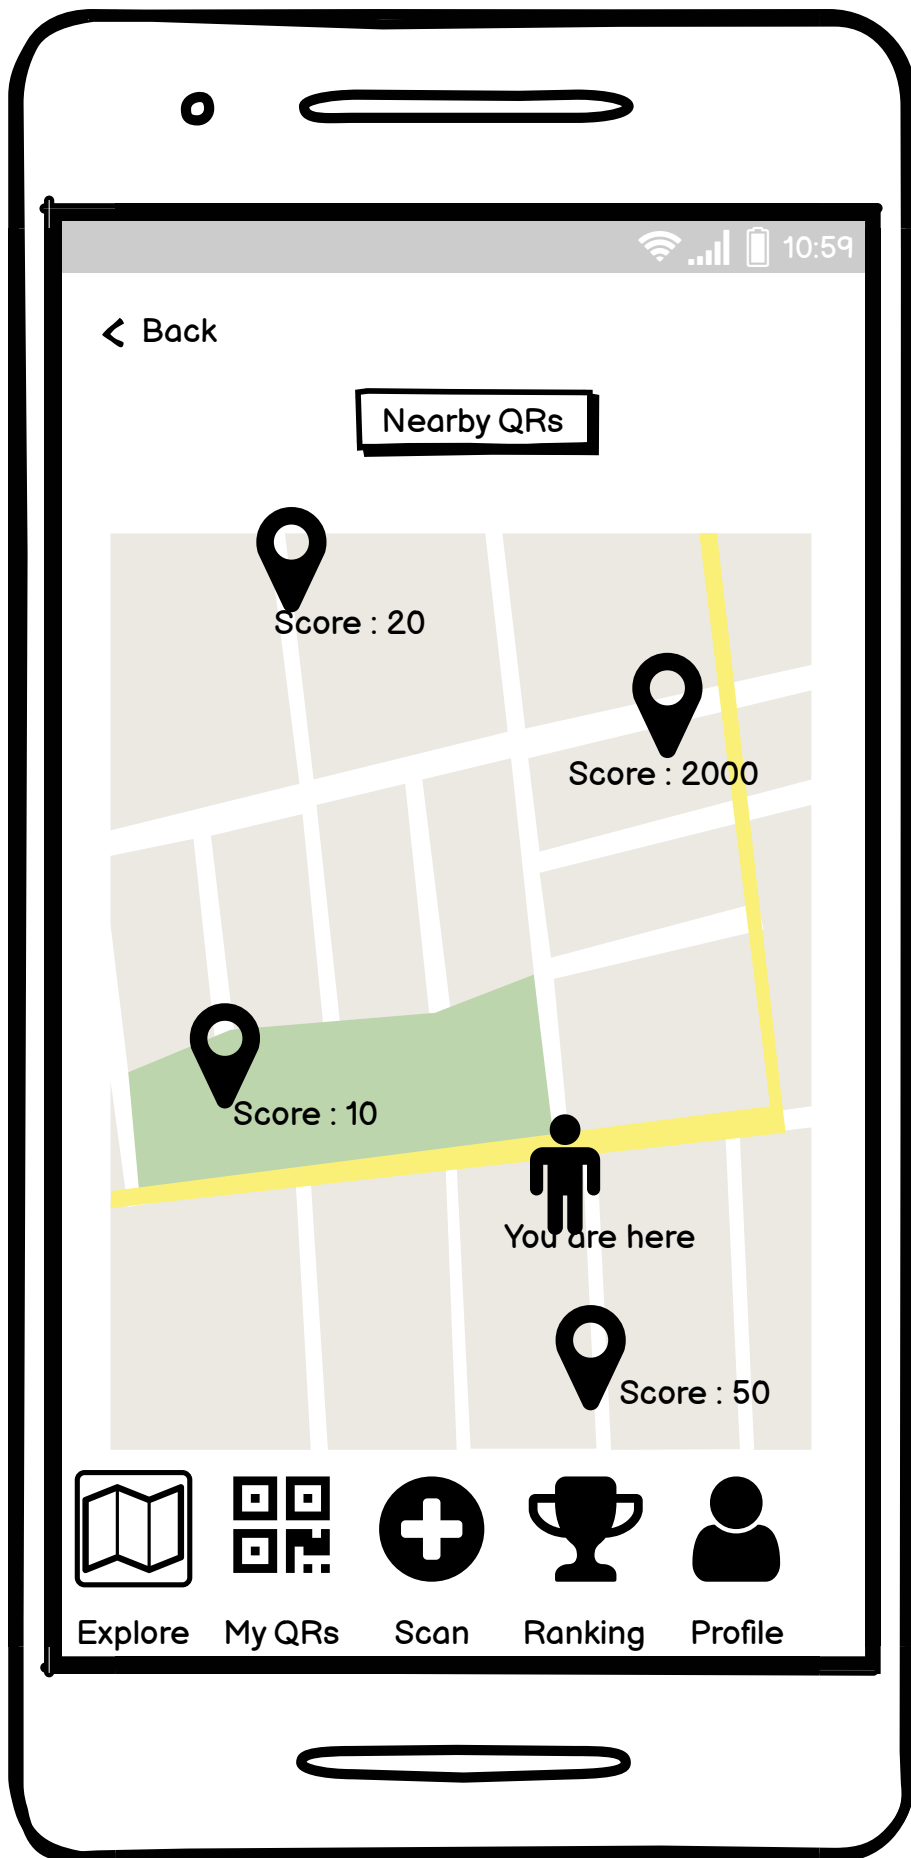 10:59
Back
Nearby QRs
Score : 20
Score : 2000
Score : 10
You are here
Score : 50
Explore My QRs Scan Ranking Profile